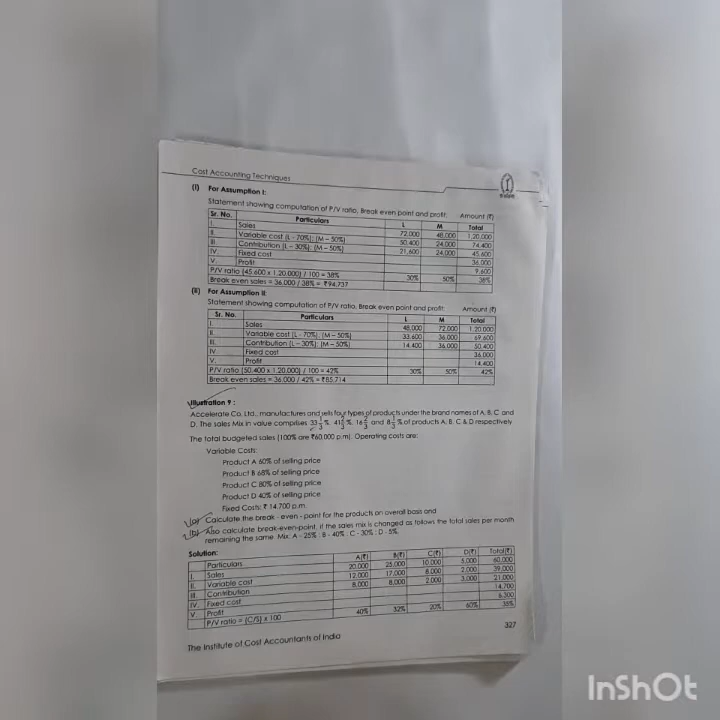 Cost Accounting Techniques
(i) For Assumption I:
Statement showing computation of P/V ratio, Break even point and profit: Amount (₹)
Sr. No. Particulars L M Total
I. Sales 72,000 48,000 1,20,000
II. Variable cost (L - 70%); (M – 50%) 50,400 24,000 74,400
III. Contribution (L – 30%); (M – 50%) 21,600 24,000 45,600
IV. Fixed cost 36,000
V. Profit 9,600
P/V ratio (45,600 x 1,20,000) / 100 = 38% 30% 50% 38%
Break even sales = 36,000 / 38% = ₹94,737
(ii) For Assumption II:
Statement showing computation of P/V ratio, Break even point and profit: Amount (₹)
Sr. No. Particulars L M Total
I. Sales 48,000 72,000 1,20,000
II. Variable cost (L - 70%), (M – 50%) 33,600 36,000 69,600
III. Contribution (L – 30%); (M – 50%) 14,400 36,000 50,400
IV. Fixed cost 36,000
V. Profit 14,400
P/V ratio (50,400 x 1,20,000) / 100 = 42% 30% 50% 42%
Break even sales = 36,000 / 42% = ₹85,714
Illustration 9 :
Accelerate Co. Ltd., manufactures and sells four types of products under the brand names of A, B, C and
D. The sales Mix in value comprises 33 1/3 %, 41 2/3 %, 16 2/3 and 8 1/3 % of products A, B, C & D respectively
The total budgeted sales (100% are ₹60,000 p.m). Operating costs are:
Variable Costs:
Product A 60% of selling price
Product B 68% of selling price
Product C 80% of selling price
Product D 40% of selling price
Fixed Costs: ₹ 14,700 p.m.
(a) Calculate the break - even - point for the products on overall basis and
(b) Also calculate break-even-point, if the sales mix is changed as follows the total sales per month
remaining the same. Mix: A - 25% : B - 40% : C - 30% : D - 5%.
Solution:
Particulars A(₹) B(₹) C(₹) D(₹) Total(₹)
I. Sales 20,000 25,000 10,000 5,000 60,000
II. Variable cost 12,000 17,000 8,000 2,000 39,000
III. Contribution 8,000 8,000 2,000 3,000 21,000
IV. Fixed cost 14,700
V. Profit 6,300
P/V ratio = (C/S) x 100 40% 32% 20% 60% 35%
The Institute of Cost Accountants of India 327
InShOt